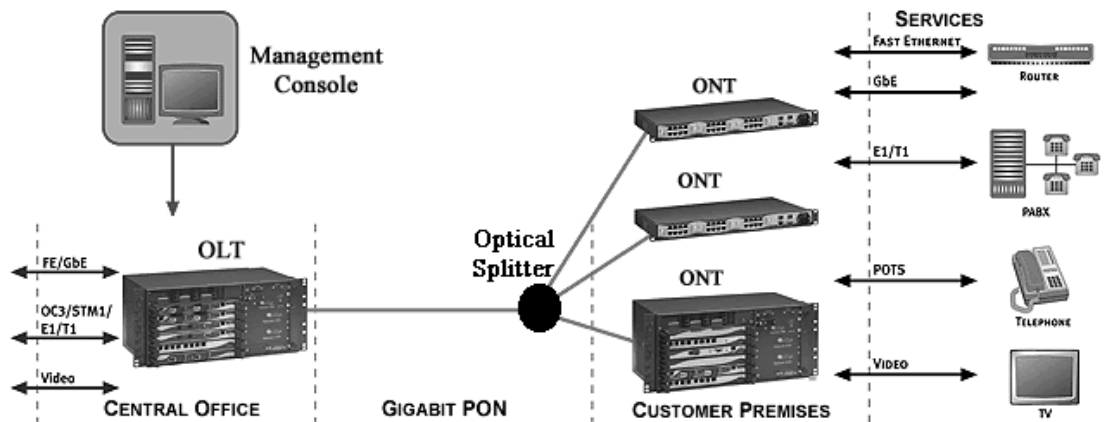 Management
Console
OLT
FE/GbE
OC3/STM1/
E1/T1
Video
CENTRAL OFFICE
GIGABIT PON
Optical
Splitter
ONT
ONT
ONT
CUSTOMER PREMISES
SERVICES
FAST ETHERNET
ROUTER
GbE
E1/T1
PABX
POTS
TELEPHONE
VIDEO
TV